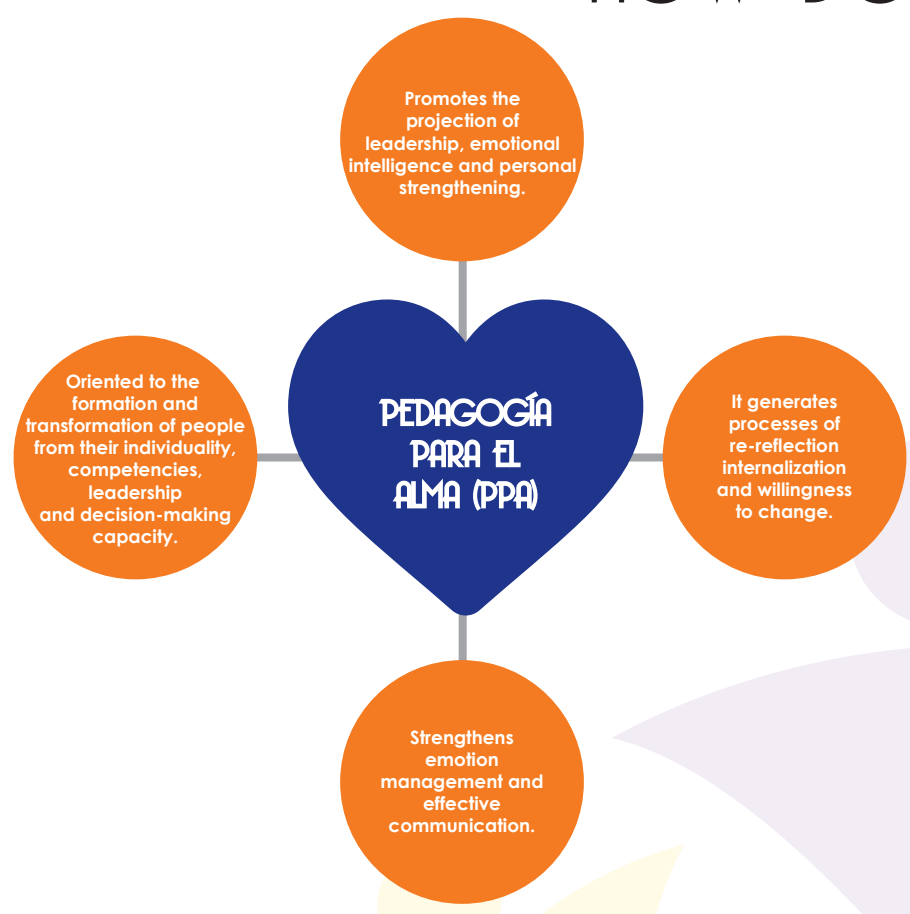 HOW DO
Promotes the
projection of
leadership, emotional
intelligence and personal
strengthening.
Oriented to the
formation and
transformation of people
from their individuality,
competencies,
leadership
and decision-making
capacity.
PEDAGOGÍA
PARA EL
ALMA (PPA)
It generates
processes of
re-reflection
internalization
and willingness
to change.
Strengthens
emotion
management and
effective
communication.